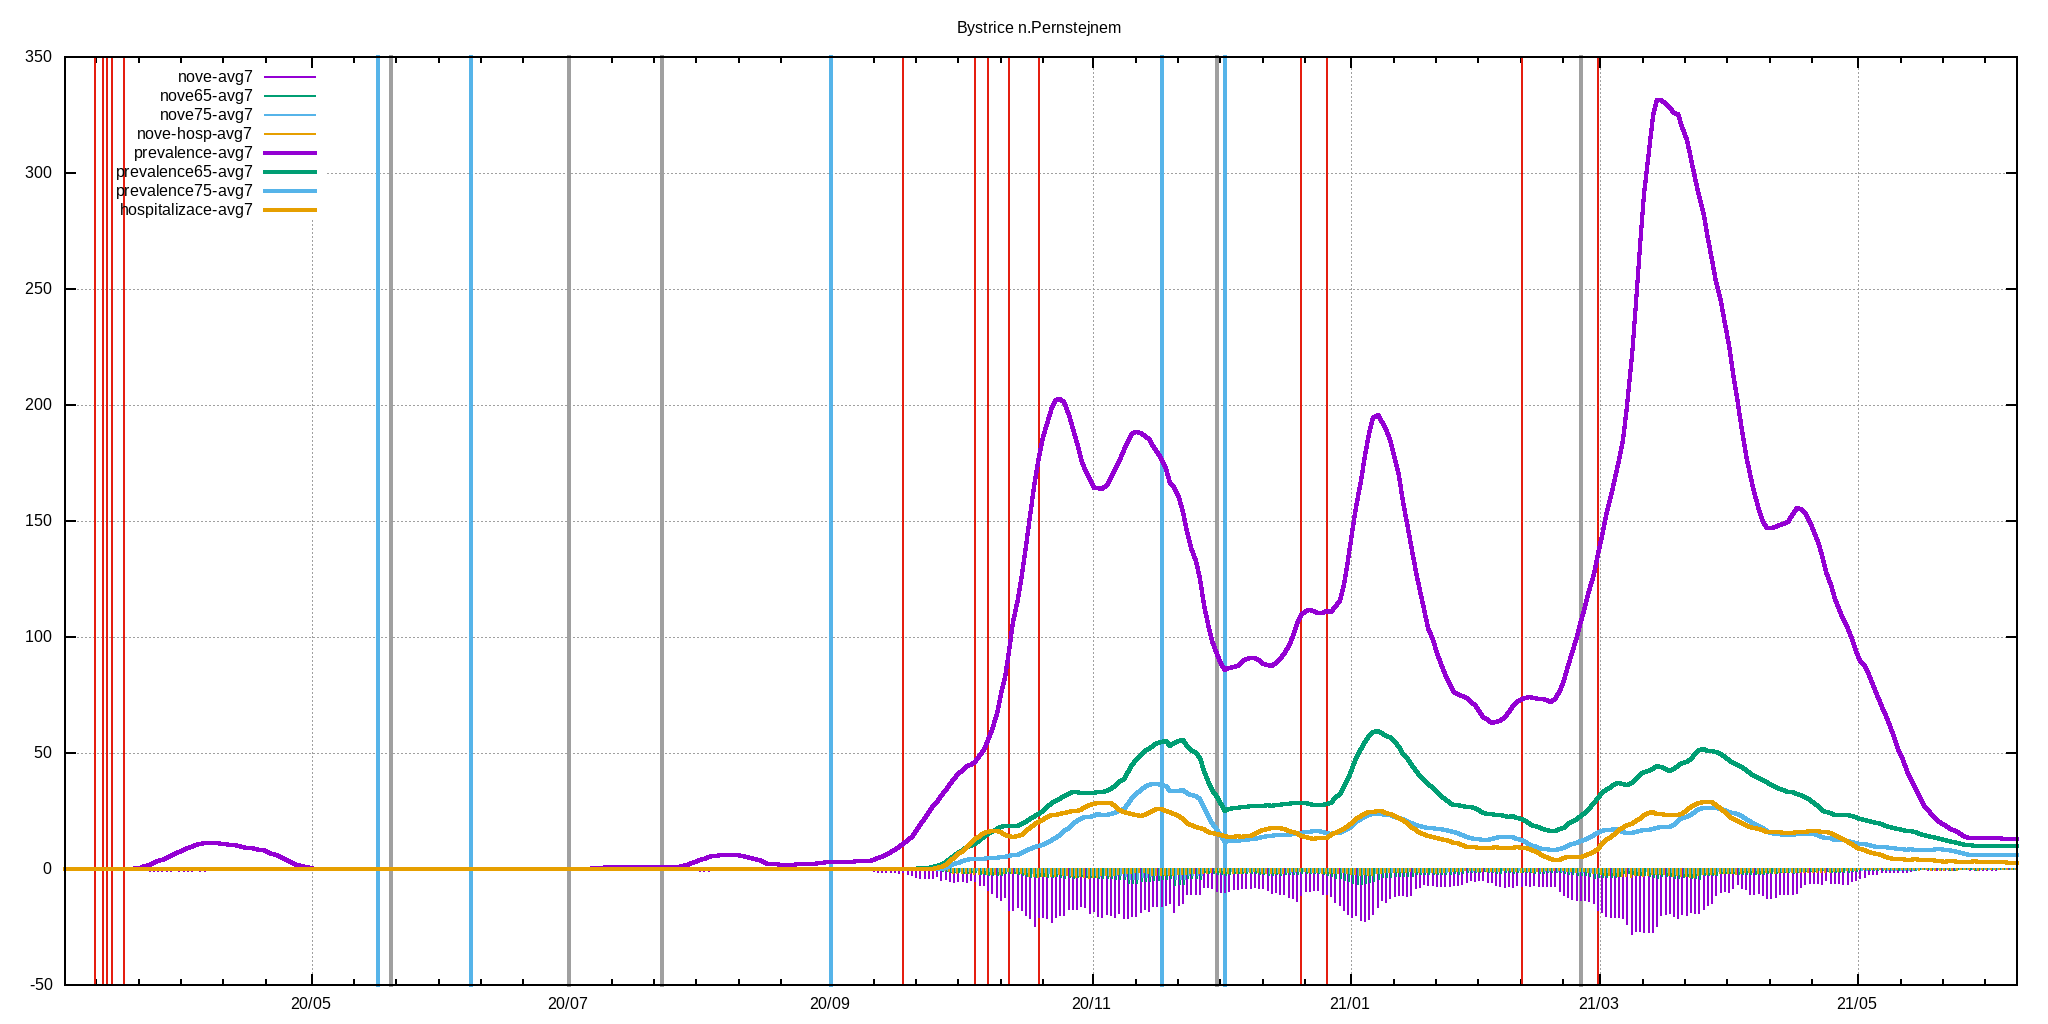 Bystrice n.Pernstejnem
350
300
250
200
150
100
50
0
-50
nove-avg7
nove65-avg7
nove75-avg7
nove-hosp-avg7
prevalence-avg7
prevalence65-avg7
prevalence75-avg7
hospitalizace-avg7
20/05
20/07
20/09
20/11
21/01
21/03
21/05